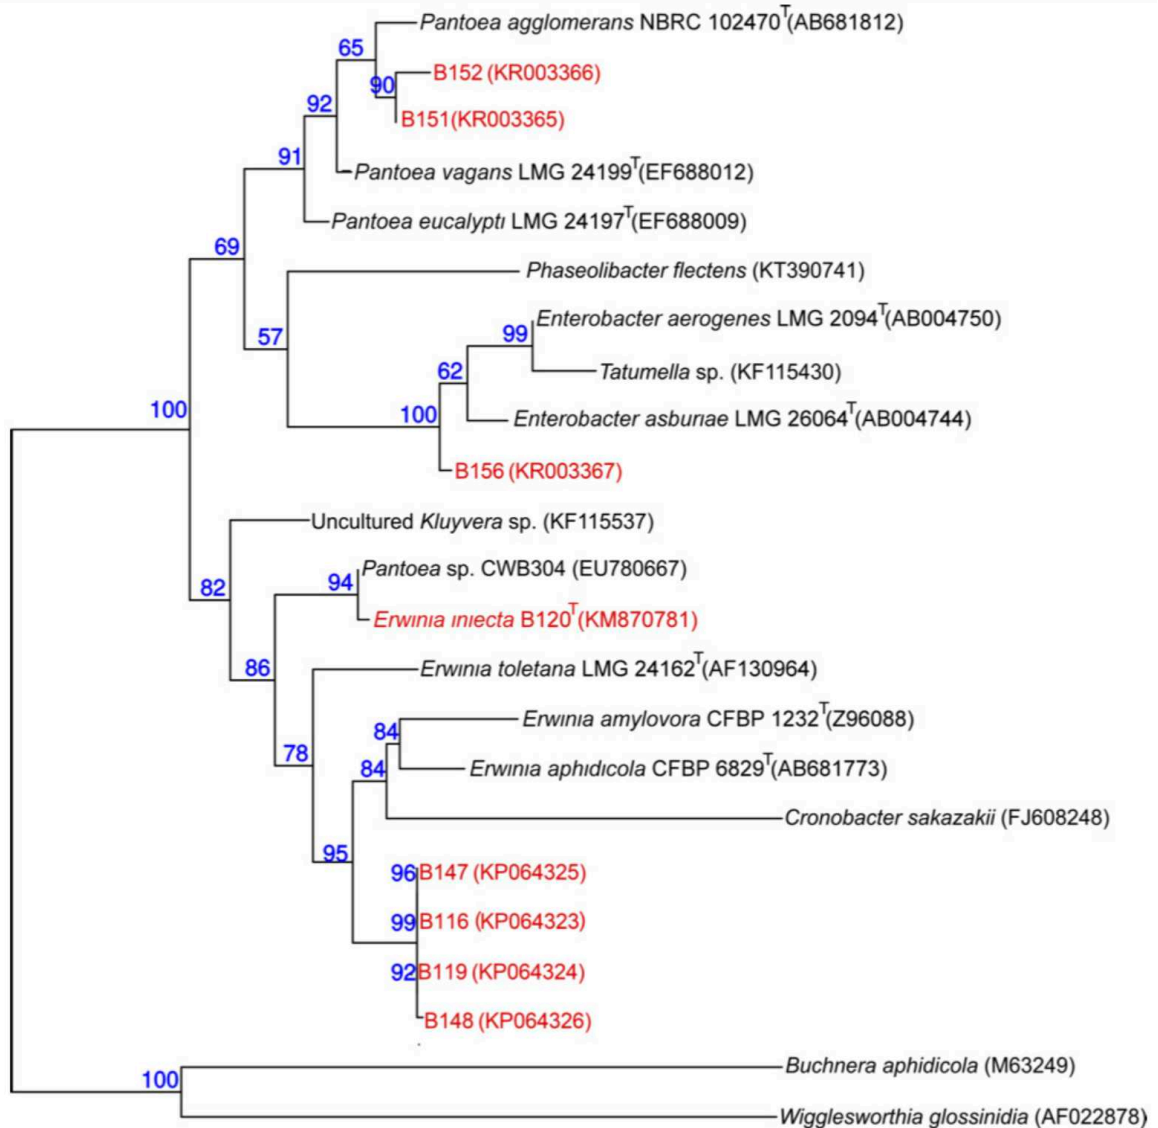 Pantoea agglomerans NBRC 102470T(AB681812)
65
B152 (KR003366)
90
92
B151(KR003365)
91
Pantoea vagans LMG 24199T(EF688012)
Pantoea eucalypti LMG 24197T(EF688009)
69
Phaseolibacter flectens (KT390741)
Enterobacter aerogenes LMG 2094T(AB004750)
57
99
Tatumella sp. (KF115430)
62
100
100
Enterobacter asburiae LMG 26064T(AB004744)
B156 (KR003367)
Uncultured Kluyvera sp. (KF115537)
Pantoea sp. CWB304 (EU780667)
82
94
Erwinia iniecta B120T(KM870781)
86
Erwinia toletana LMG 24162T(AF130964)
Erwinia amylovora CFBP 1232T(Z96088)
84
78
84
Erwinia aphidicola CFBP 6829T(AB681773)
Cronobacter sakazakii (FJ608248)
95
96 B147 (KP064325)
99 B116 (KP064323)
92 B119 (KP064324)
B148 (KP064326)
Buchnera aphidicola (M63249)
100
Wigglesworthia glossinidia (AF022878)